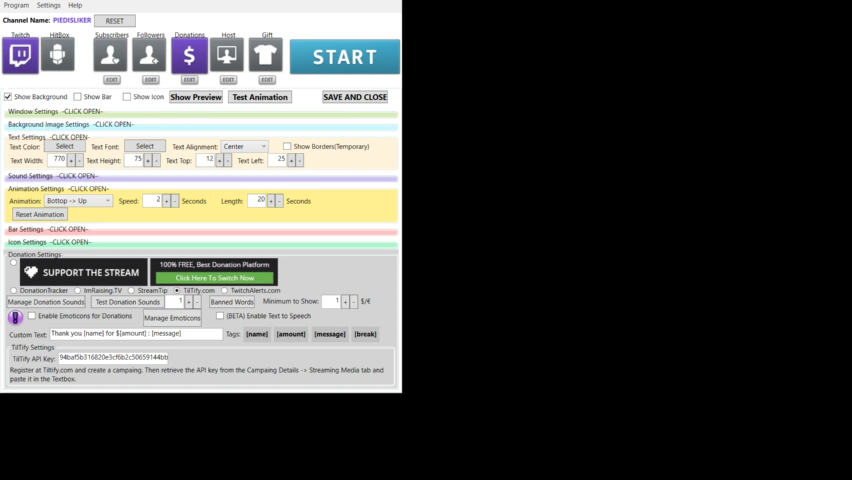 Program Settings Help
Channel Name: PIEDISLIKER RESET
Twitch HitBox Subscribers Followers Donations Host Gift
START
EDIT EDIT EDIT EDIT EDIT
Show Background Show Bar Show Icon Show Preview Test Animation SAVE AND CLOSE
Window Settings -CLICK OPEN-
Background Image Settings -CLICK OPEN-
Text Settings -CLICK OPEN-
Text Color: Select Text Font: Select Text Alignment: Center Show Borders(Temporary)
Text Width: 770 + - Text Height: 75 + - Text Top: 12 + - Text Left: 25 + -
Sound Settings -CLICK OPEN-
Animation Settings -CLICK OPEN-
Animation: Bottop -> Up Speed: 2 + - Seconds Length: 20 + - Seconds
Reset Animation
Bar Settings -CLICK OPEN-
Icon Settings -CLICK OPEN-
Donation Settings
SUPPORT THE STREAM 100% FREE, Best Donation Platform
Click Here To Switch Now
DonationTracker ImRaising.TV StreamTip TilTify.com TwitchAlerts.com
Manage Donation Sounds Test Donation Sounds 1 + - Banned Words Minimum to Show: 1 + - $/€
Enable Emoticons for Donations Manage Emoticons (BETA) Enable Text to Speech
Custom Text: Thank you [name] for $[amount] : [message] Tags: [name] [amount] [message] [break]
TilTify Settings
TilTify API Key: 94baf5b316820e3cf6b2c50659144bb
Register at Tiltify.com and create a campaing. Then retrieve the API key from the Campaing Details -> Streaming Media tab and
paste it in the Textbox.